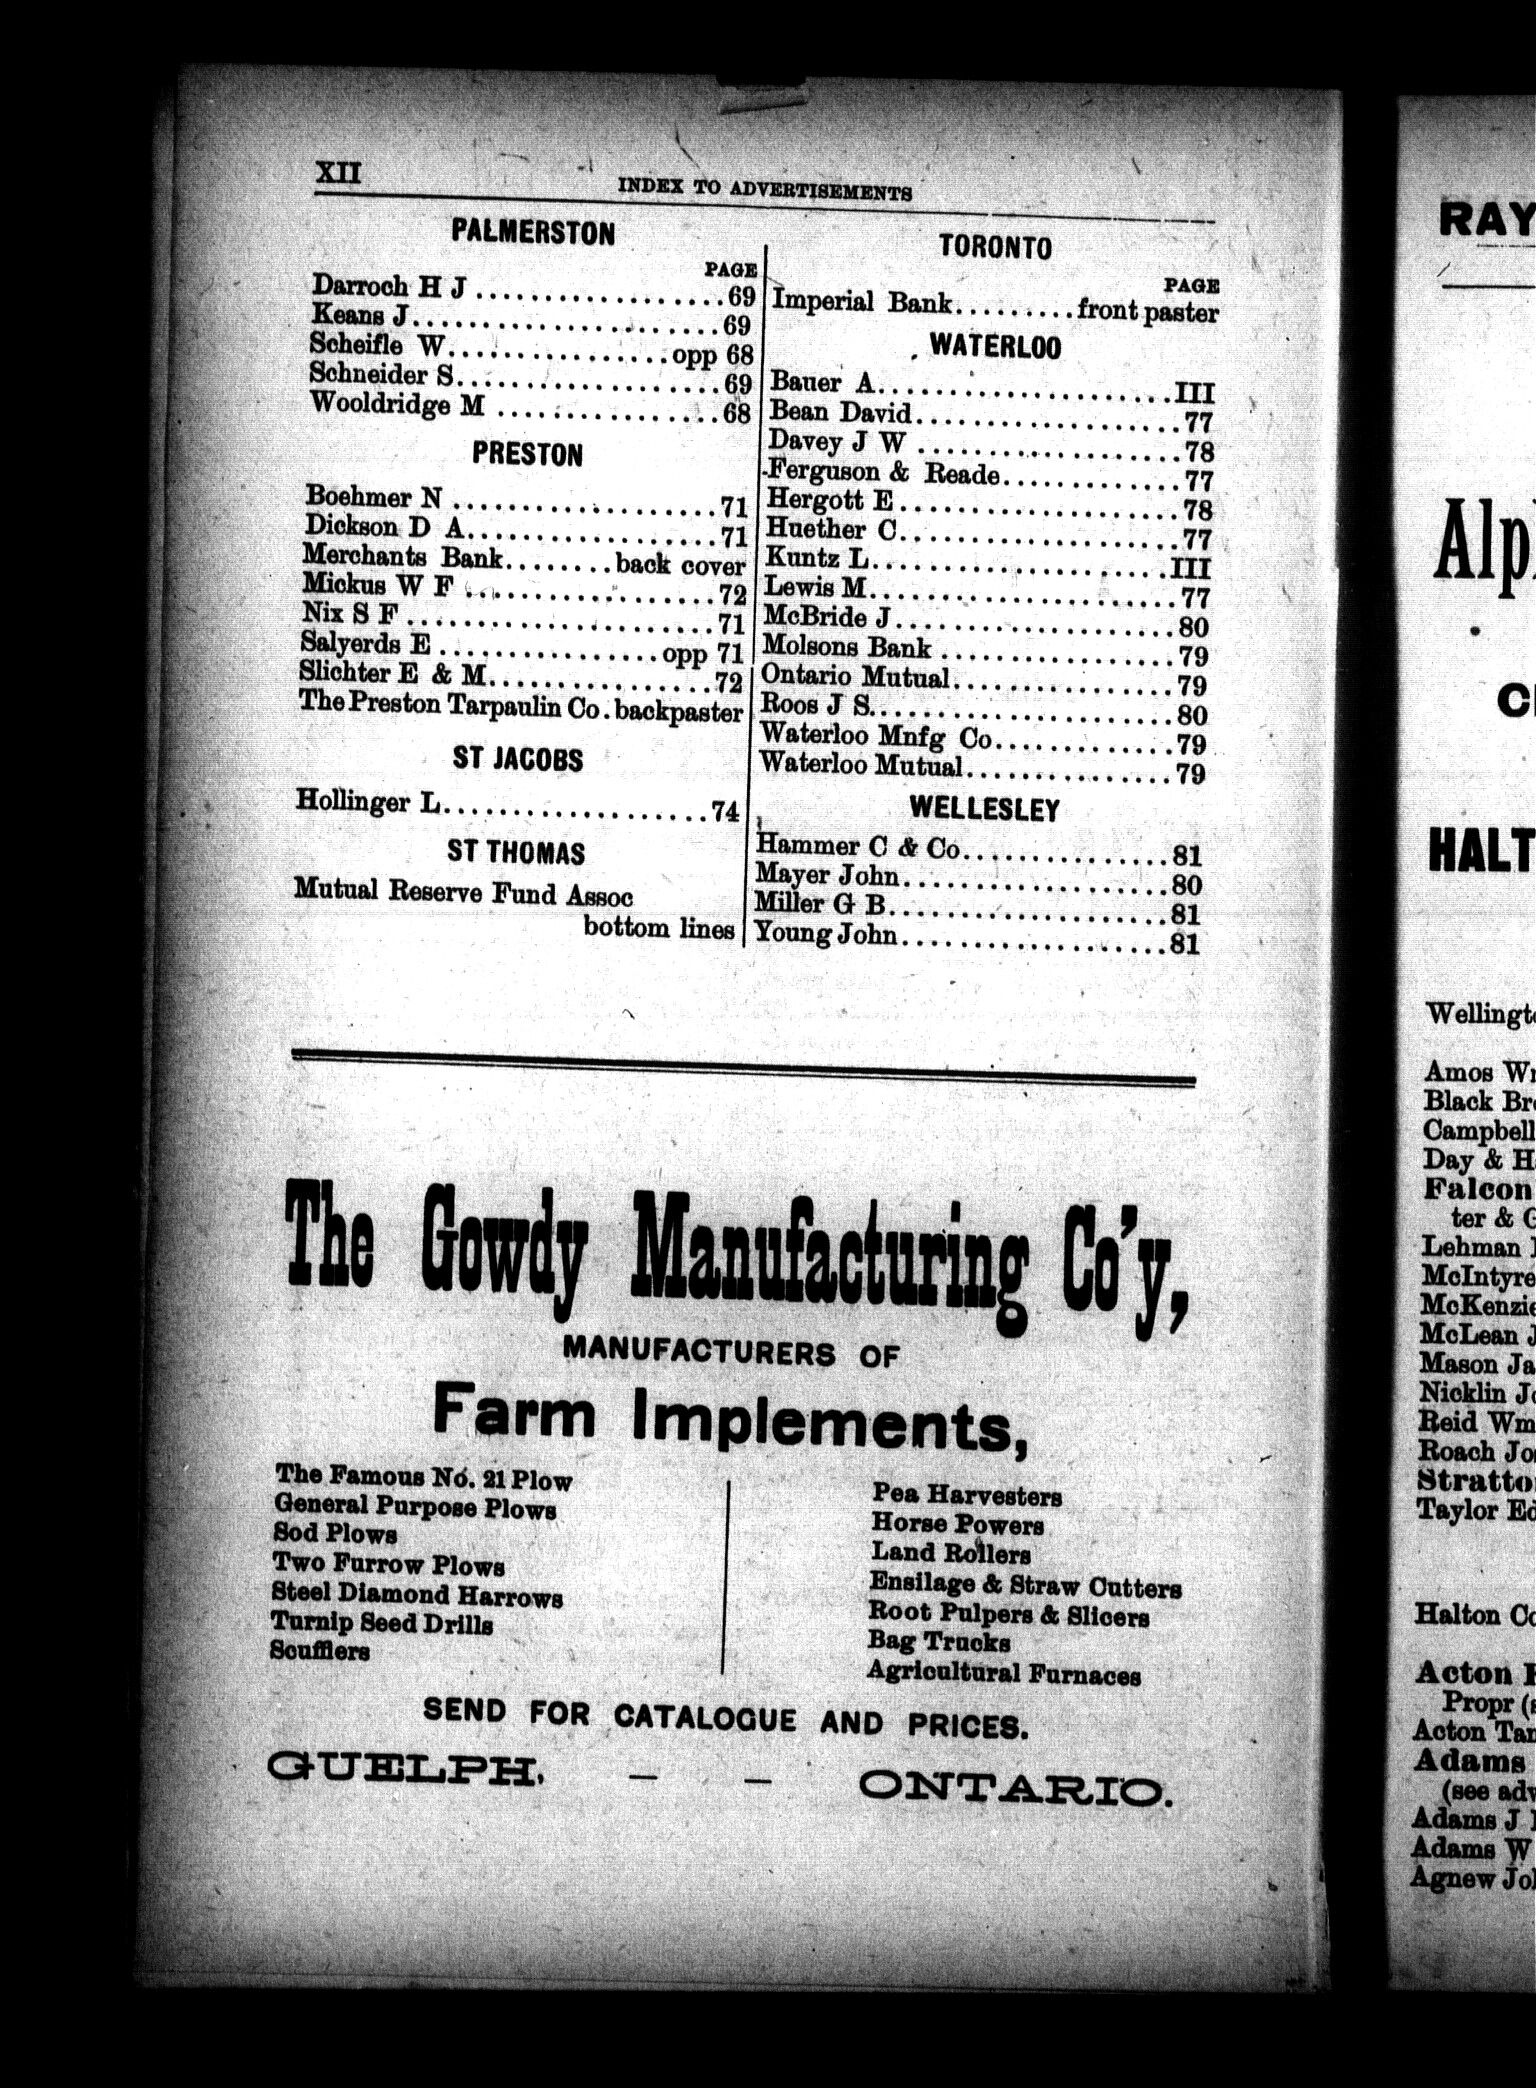 XII
INDEX TO ADVERTISEMENTS
PALMERSTON
PAGE
Darroch H J..................69
Keans J......................69
Scheifle W................opp 68
Schneider S...................69
Wooldridge M ................68
PRESTON
Boehmer N ...................71
Dickson D A..................71
Merchants Bank........back cover
Mickus W F ..................72
Nix S F......................71
Salyerds E ................opp 71
Slichter E & M................72
The Preston Tarpaulin Co.backpaster
ST JACOBS
Hollinger L...................74
ST THOMAS
Mutual Reserve Fund Assoc
bottom lines
TORONTO
PAGE
Imperial Bank.........front paster
WATERLOO
Bauer A.....................III
Bean David...................77
Davey J W ...................78
Ferguson & Reade.............77
Hergott E....................78
Huether C....................77
Kuntz L.....................III
Lewis M......................77
McBride J....................80
Molsons Bank .................79
Ontario Mutual................79
Roos J S......................80
Waterloo Mnfg Co.............79
Waterloo Mutual...............79
WELLESLEY
Hammer C & Co...............81
Mayer John...................80
Miller G B....................81
Young John...................81
The Gowdy Manufacturing Co'y,
MANUFACTURERS OF
Farm Implements,
The Famous No. 21 Plow
General Purpose Plows
Sod Plows
Two Furrow Plows
Steel Diamond Harrows
Turnip Seed Drills
Scufflers
Pea Harvesters
Horse Powers
Land Rollers
Ensilage & Straw Cutters
Root Pulpers & Slicers
Bag Trucks
Agricultural Furnaces
SEND FOR CATALOGUE AND PRICES.
GUELPH, — — ONTARIO.
RAY
Alp
HALT
Amos
Black
Campbell
Day &
Falcon
ter &
Lehman
McIntyre
McKenzie
McLean
Mason
Nicklin
Reid Wm
Roach
Taylor
Halton
Acton
Propr
Acton
Adams
(see
Adams J
Adams W
Agnew